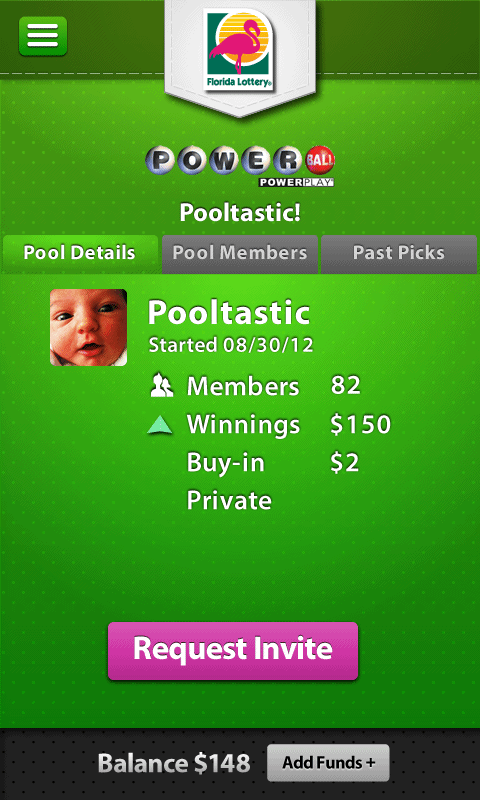 Florida Lottery®
POWERBALL
POWERPLAY
Pooltastic!
Pool Details Pool Members Past Picks
Pooltastic
Started 08/30/12
Members 82
Winnings $150
Buy-in $2
Private
Request Invite
Balance $148 Add Funds +